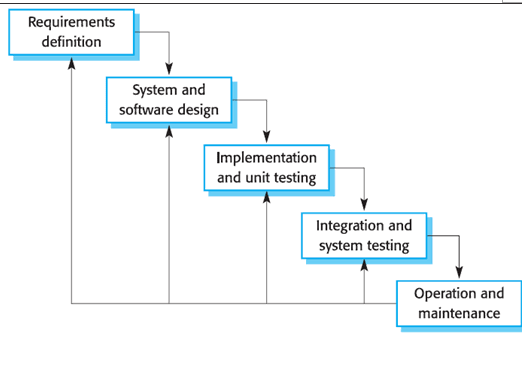 Requirements
definition
System and
software design
Implementation
and unit testing
Integration and
system testing
Operation and
maintenance